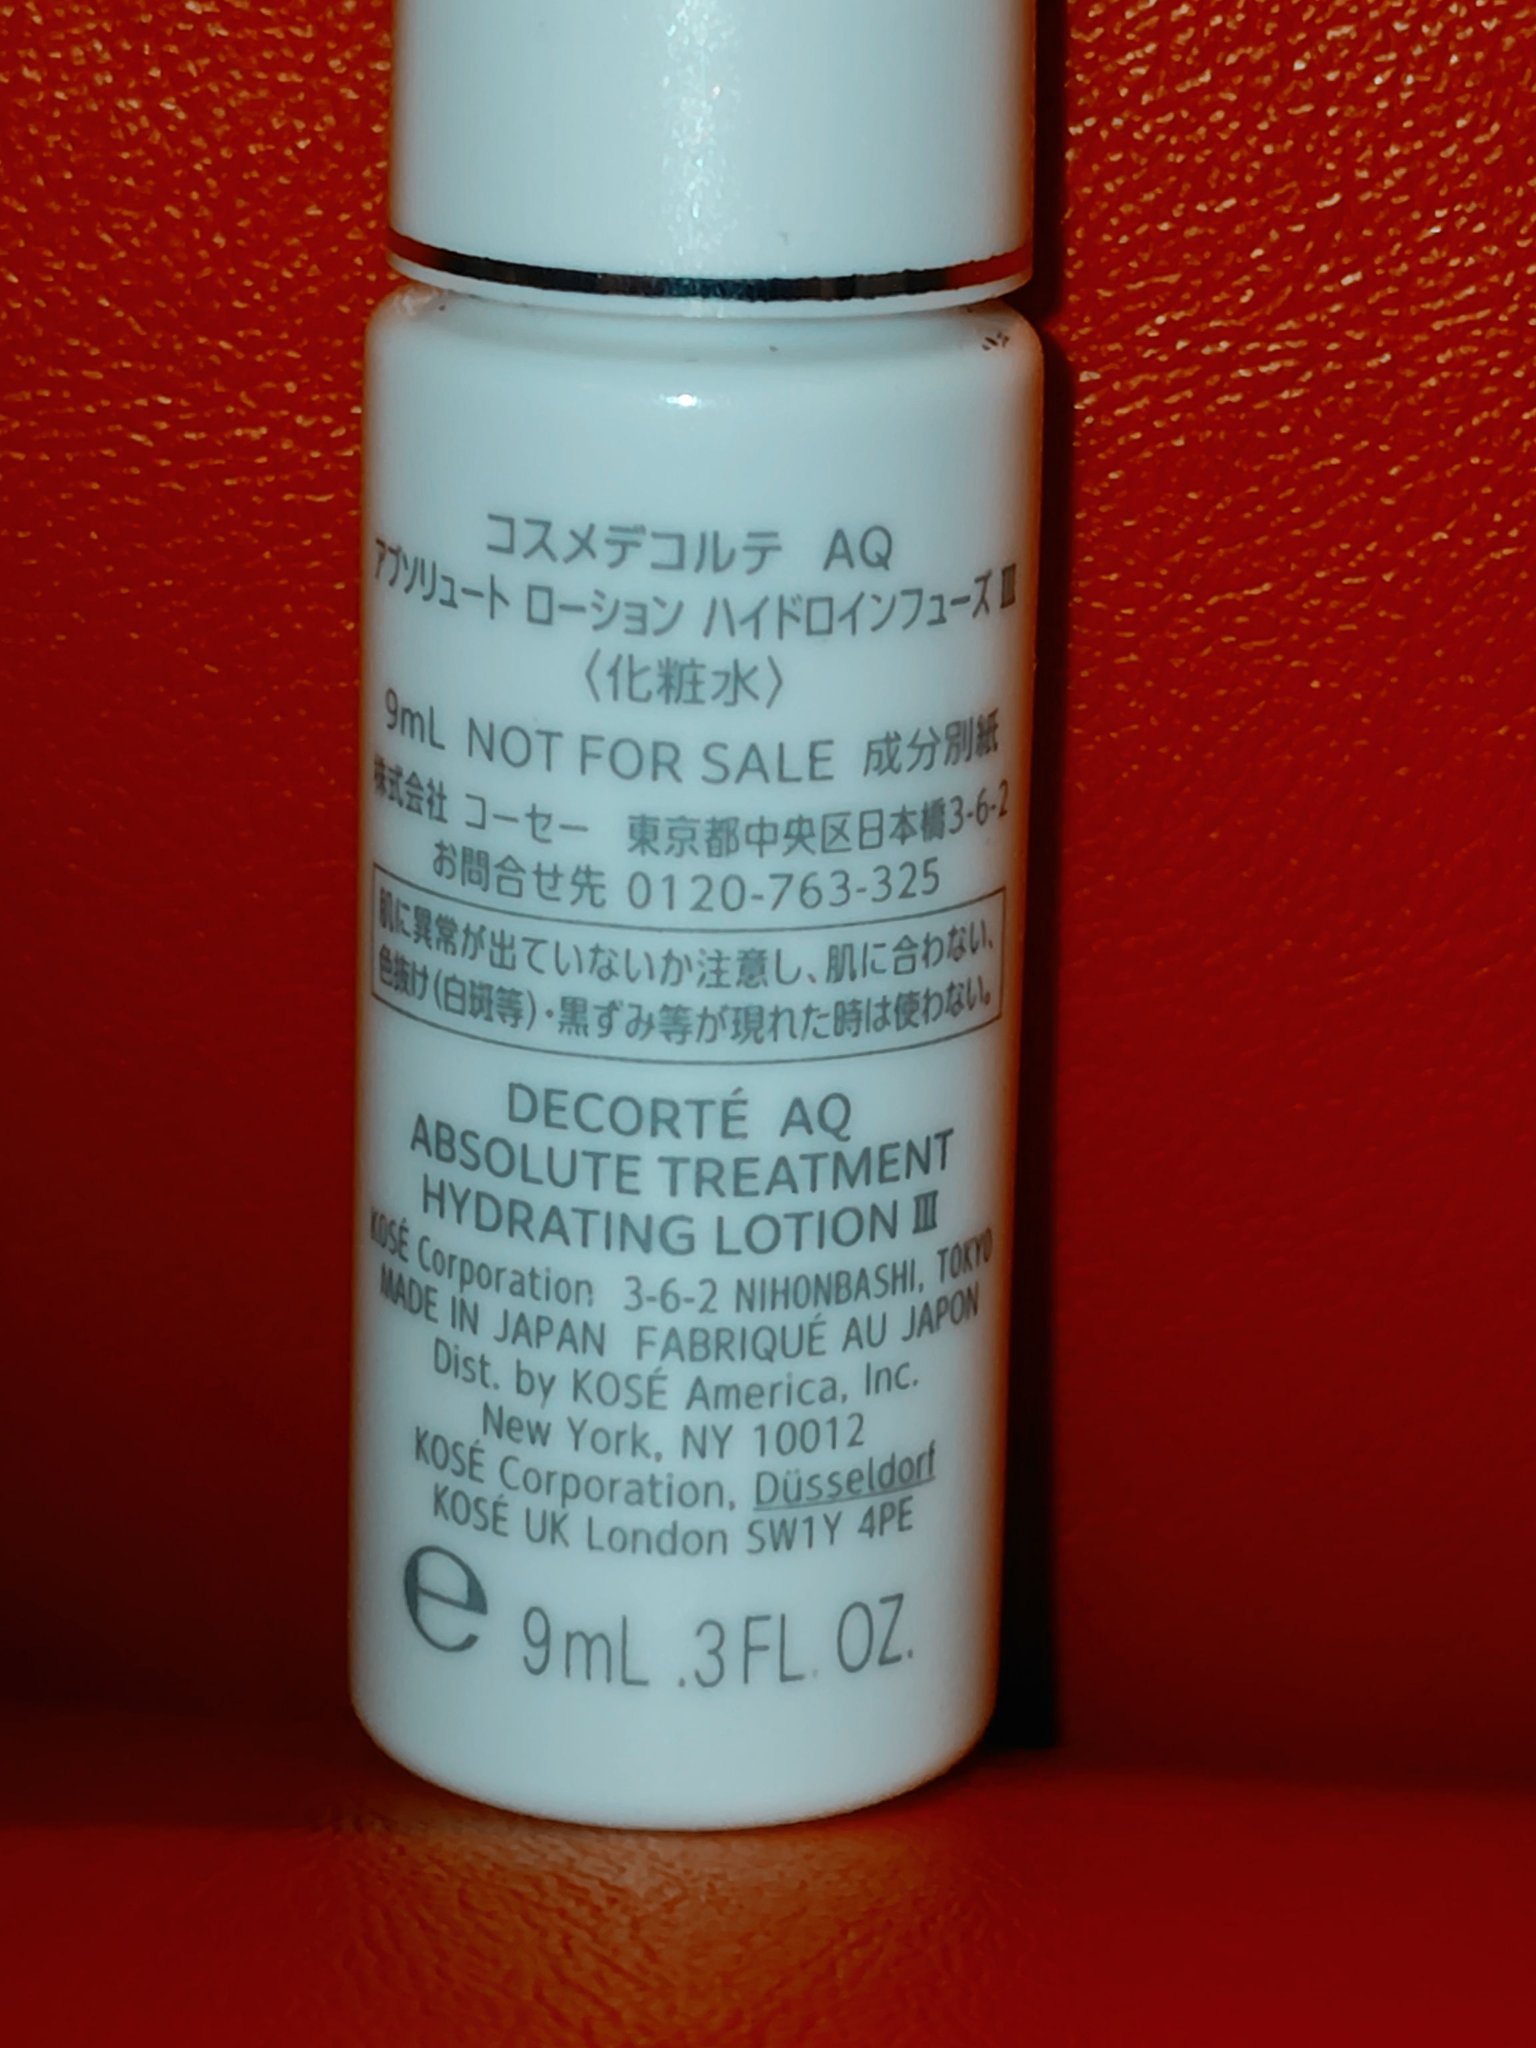 コスメデコルテ AQ
アブソリュート ローション ハイドロインフューズ Ⅲ
〈化粧水〉
9mL NOT FOR SALE 成分別紙
株式会社 コーセー 東京都中央区日本橋3-6-2
お問合せ先 0120-763-325
肌に異常が出ていないか注意し、肌に合わない、
色抜け(白斑等)・黒ずみ等が現れた時は使わない。
DECORTÉ AQ
ABSOLUTE TREATMENT
HYDRATING LOTION Ⅲ
KOSÉ Corporation 3-6-2 NIHONBASHI, TOKYO
MADE IN JAPAN FABRIQUÉ AU JAPON
Dist. by KOSÉ America, Inc.
New York, NY 10012
KOSÉ Corporation, Düsseldorf
KOSÉ UK London SW1Y 4PE
e 9mL .3FL. OZ.